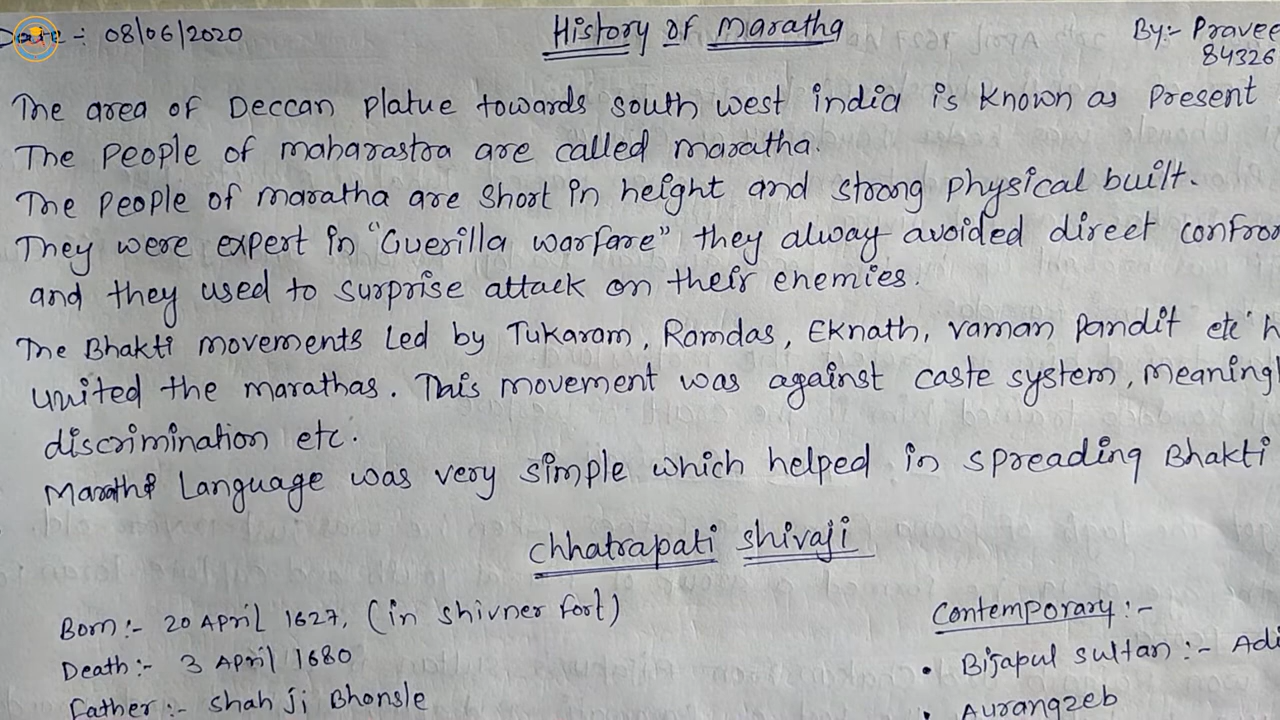 Date :- 08/06/2020
History of Maratha
By:- Pravee
84326
The area of Deccan Platue towards south west india is known as Present
The People of maharastra are called maratha.
The People of maratha are short in height and strong physical built.
They were expert in "Guerilla warfare" they alway avoided direct confron
and they used to surprise attack on their enemies.
The Bhakti movements Led by Tukaram, Ramdas, Eknath, vaman Pandit etc h
united the marathas. This movement was against caste system, meaningl
discrimination etc.
Marathi Language was very simple which helped in spreading Bhakti
chhatrapati shivaji
Born:- 20 April 1627, (in shivner fort)
Death:- 3 April 1680
Father:- shah ji Bhonsle
Contemporary:-
• Bijapul sultan:- Adi
• Aurangzeb